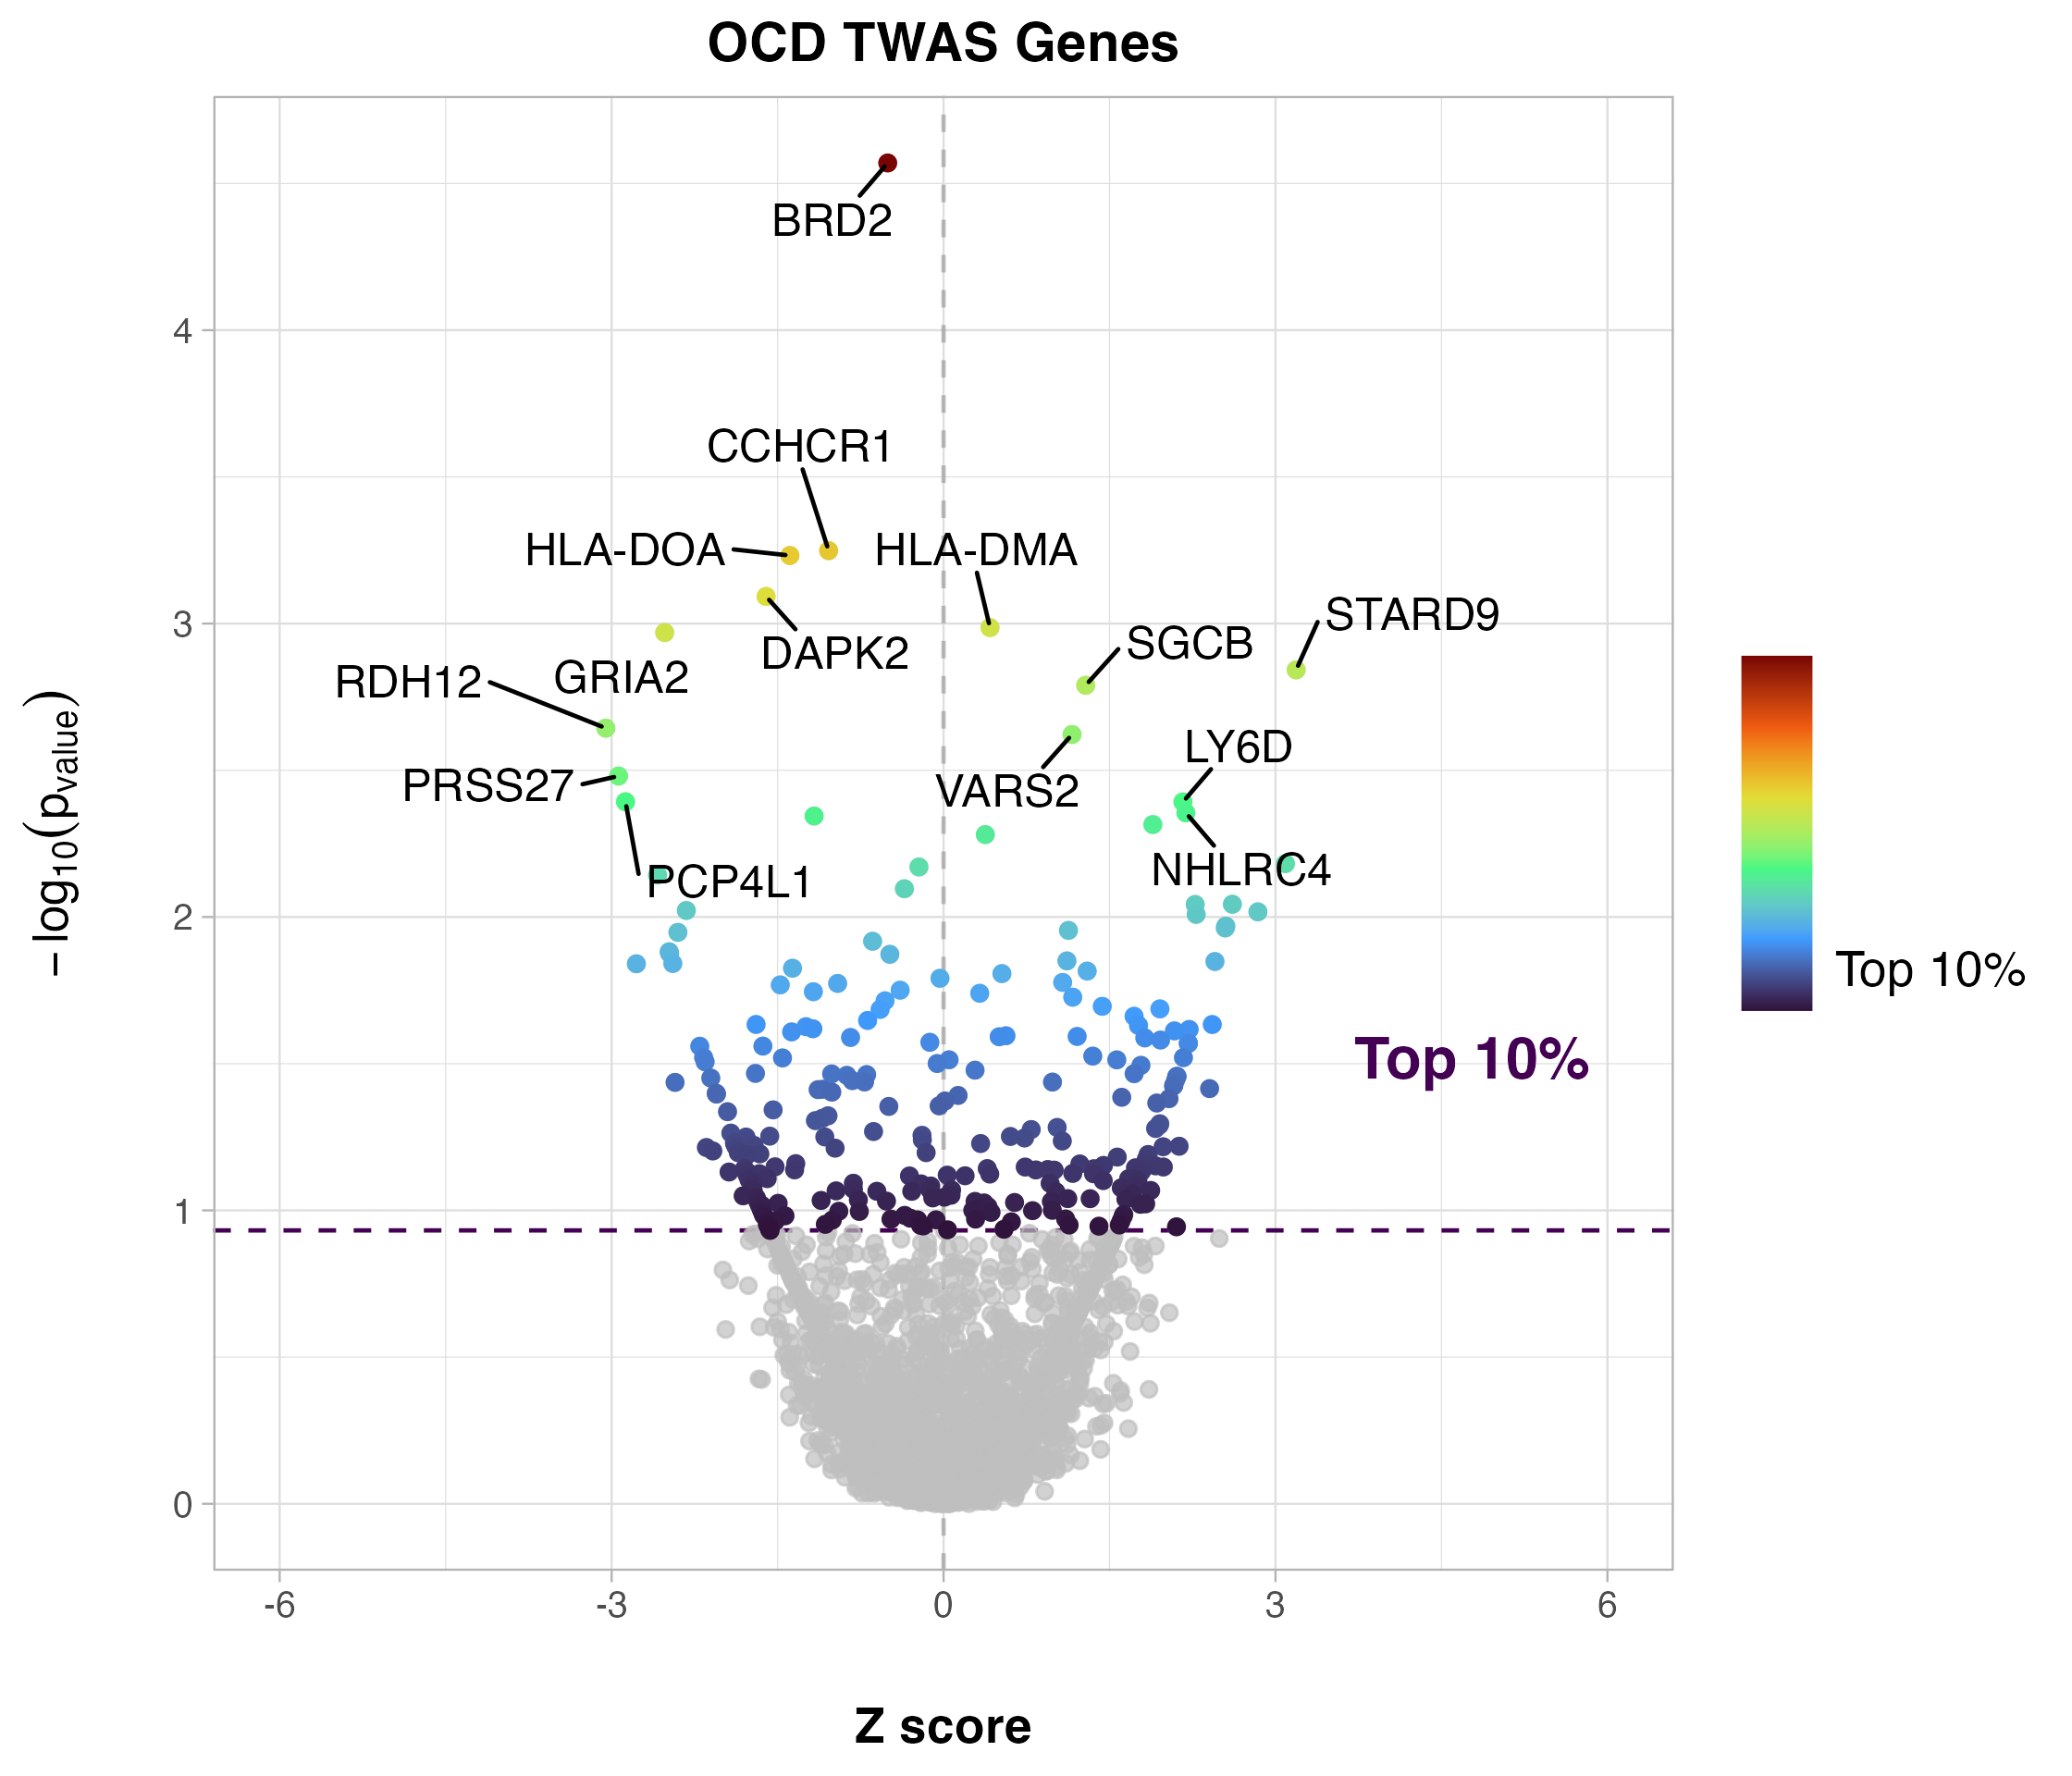 OCD TWAS Genes
BRD2
4
CCHCR1
HLA-DOA
HLA-DMA
3
STARD9
SGCB
DAPK2
GRIA2
RDH12
LY6D
PRSS27
VARS2
NHLRC4
PCP4L1
2
−log10(pvalue)
Top 10%
Top 10%
1
0
-6
-3
0
3
6
Z score